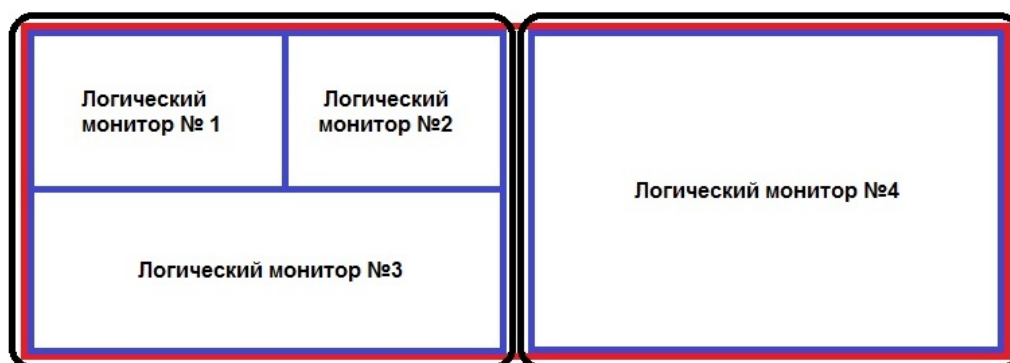 Логический
монитор № 1
Логический
монитор №2
Логический монитор №3
Логический монитор №4